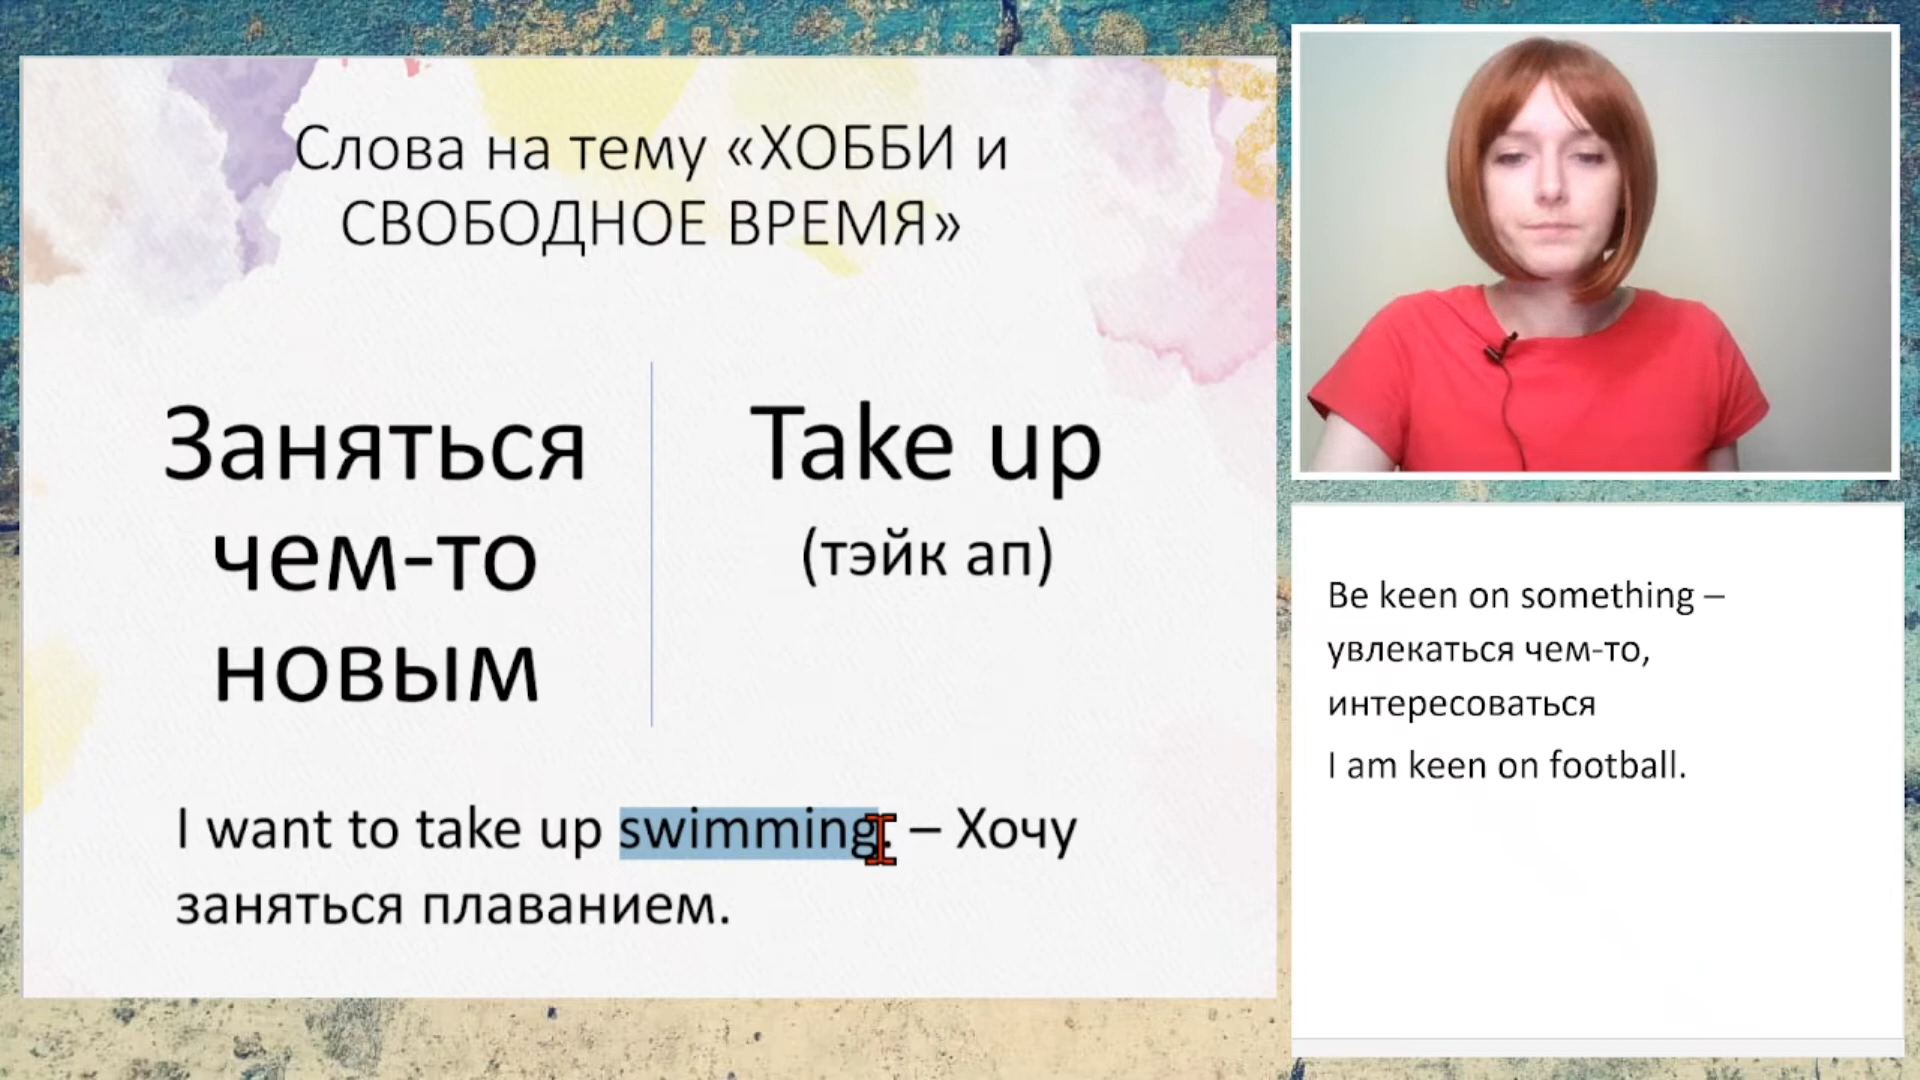 Слова на тему «ХОББИ и
СВОБОДНОЕ ВРЕМЯ»
Заняться
чем-то
новым
Take up
(тэйк ап)
I want to take up swimming. – Хочу
заняться плаванием.
Be keen on something –
увлекаться чем-то,
интересоваться
I am keen on football.